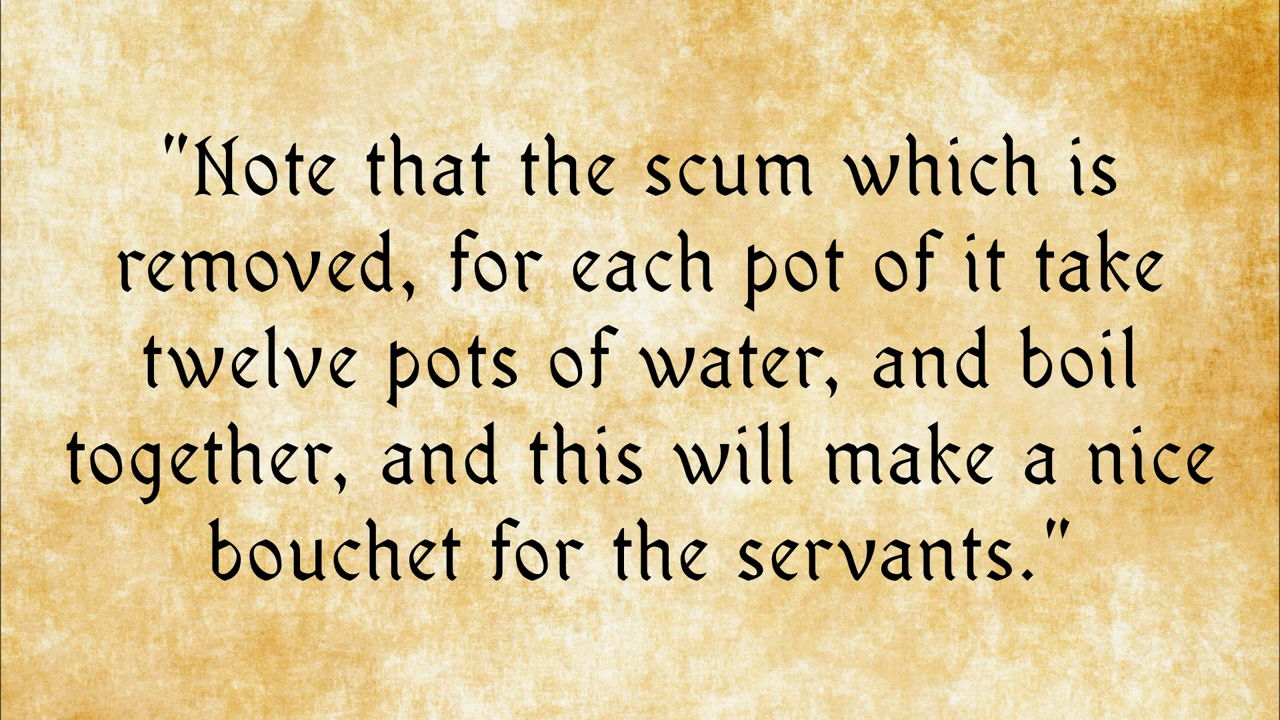 "Note that the scum which is
removed, for each pot of it take
twelve pots of water, and boil
together, and this will make a nice
bouchet for the servants."